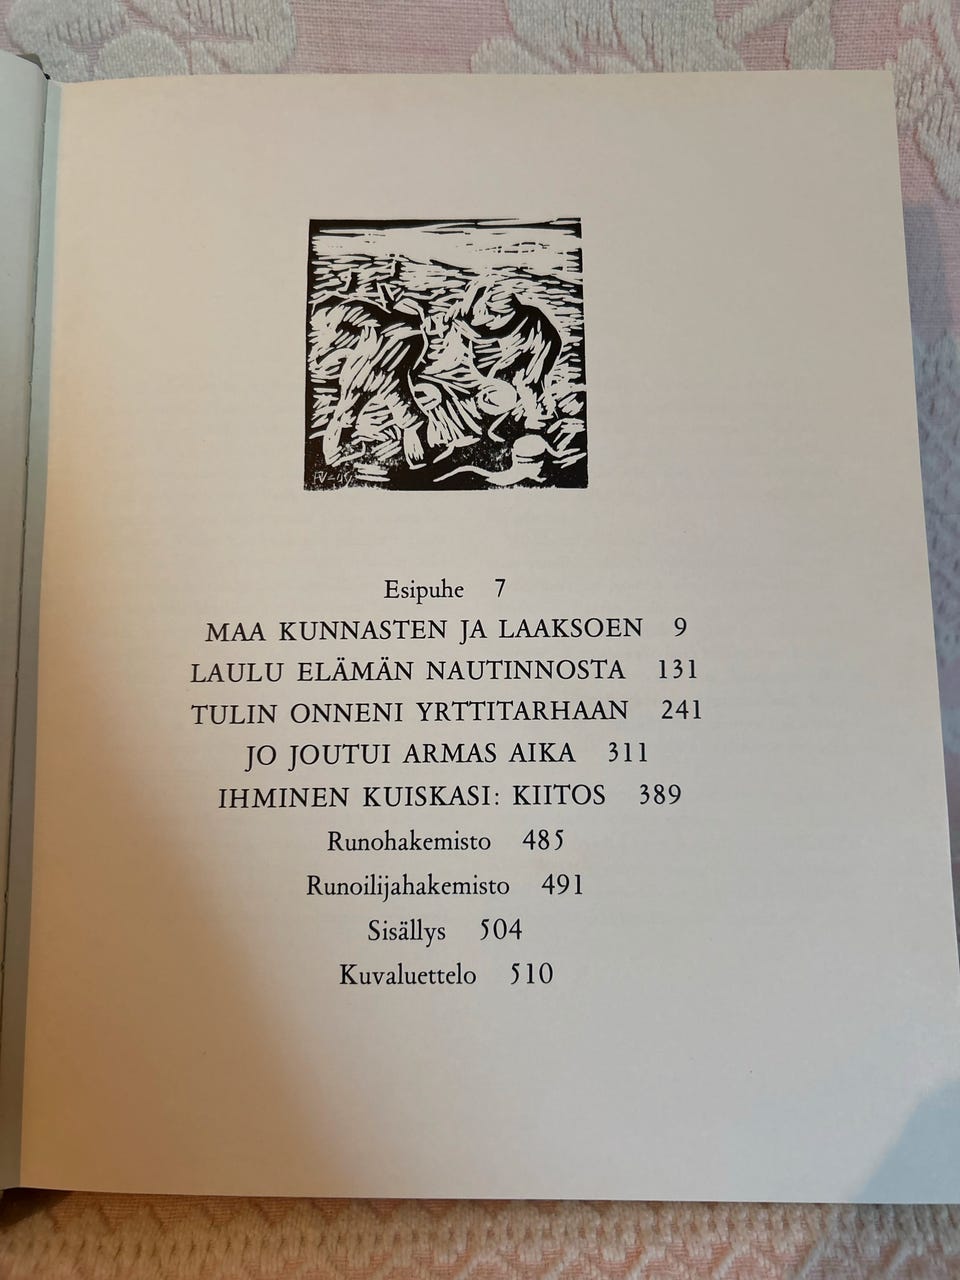 Esipuhe 7
MAA KUNNASTEN JA LAAKSOEN 9
LAULU ELÄMÄN NAUTINNOSTA 131
TULIN ONNENI YRTTITARHAAN 241
JO JOUTUI ARMAS AIKA 311
IHMINEN KUISKASI: KIITOS 389
Runohakemisto 485
Runoilijahakemisto 491
Sisällys 504
Kuvaluettelo 510